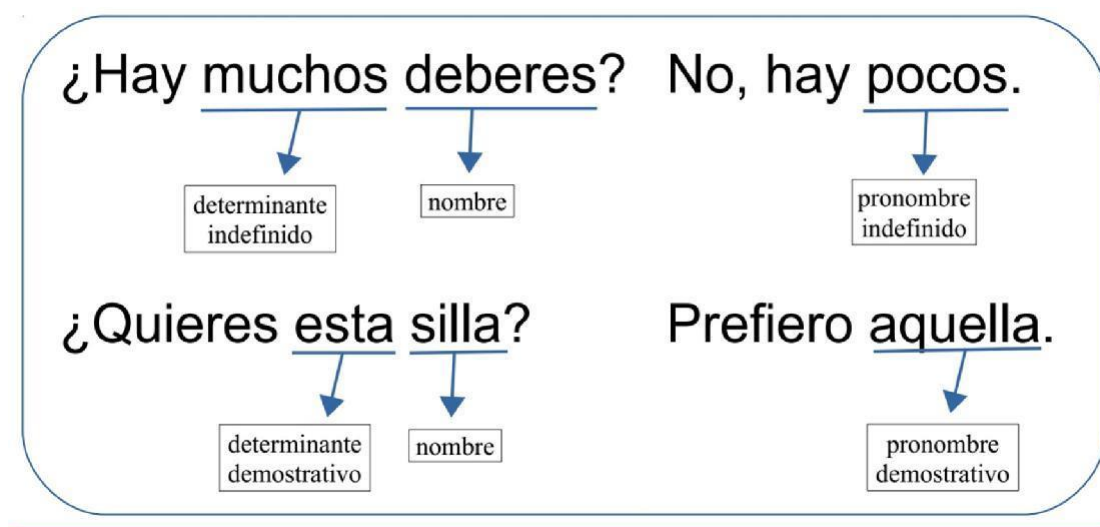 ¿Hay muchos deberes? No, hay pocos.
determinante
indefinido
nombre
pronombre
indefinido
¿Quieres esta silla? Prefiero aquella.
determinante
demostrativo
nombre
pronombre
demostrativo